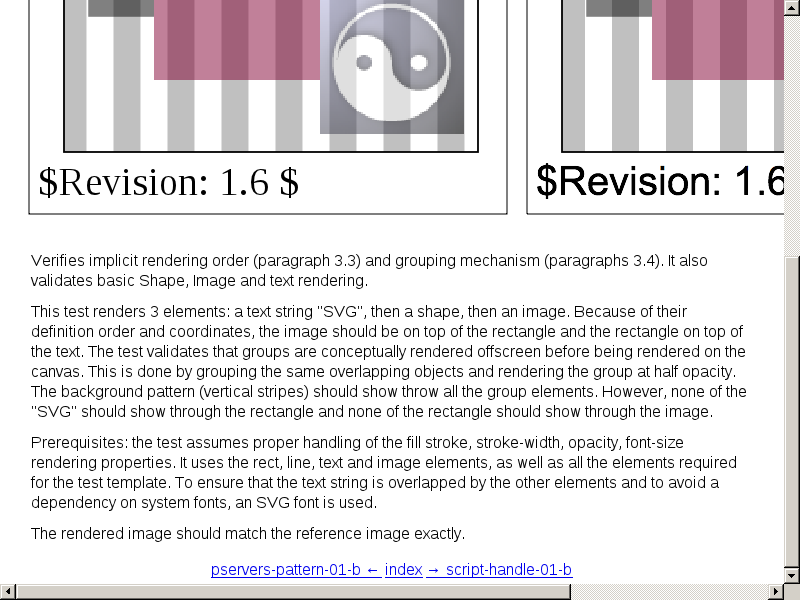 $Revision: 1.6 $
$Revision: 1.6
Verifies implicit rendering order (paragraph 3.3) and grouping mechanism (paragraphs 3.4). It also
validates basic Shape, Image and text rendering.
This test renders 3 elements: a text string "SVG", then a shape, then an image. Because of their
definition order and coordinates, the image should be on top of the rectangle and the rectangle on top of
the text. The test validates that groups are conceptually rendered offscreen before being rendered on the
canvas. This is done by grouping the same overlapping objects and rendering the group at half opacity.
The background pattern (vertical stripes) should show throw all the group elements. However, none of the
"SVG" should show through the rectangle and none of the rectangle should show through the image.
Prerequisites: the test assumes proper handling of the fill stroke, stroke-width, opacity, font-size
rendering properties. It uses the rect, line, text and image elements, as well as all the elements required
for the test template. To ensure that the text string is overlapped by the other elements and to avoid a
dependency on system fonts, an SVG font is used.
The rendered image should match the reference image exactly.
pservers-pattern-01-b ← index → script-handle-01-b